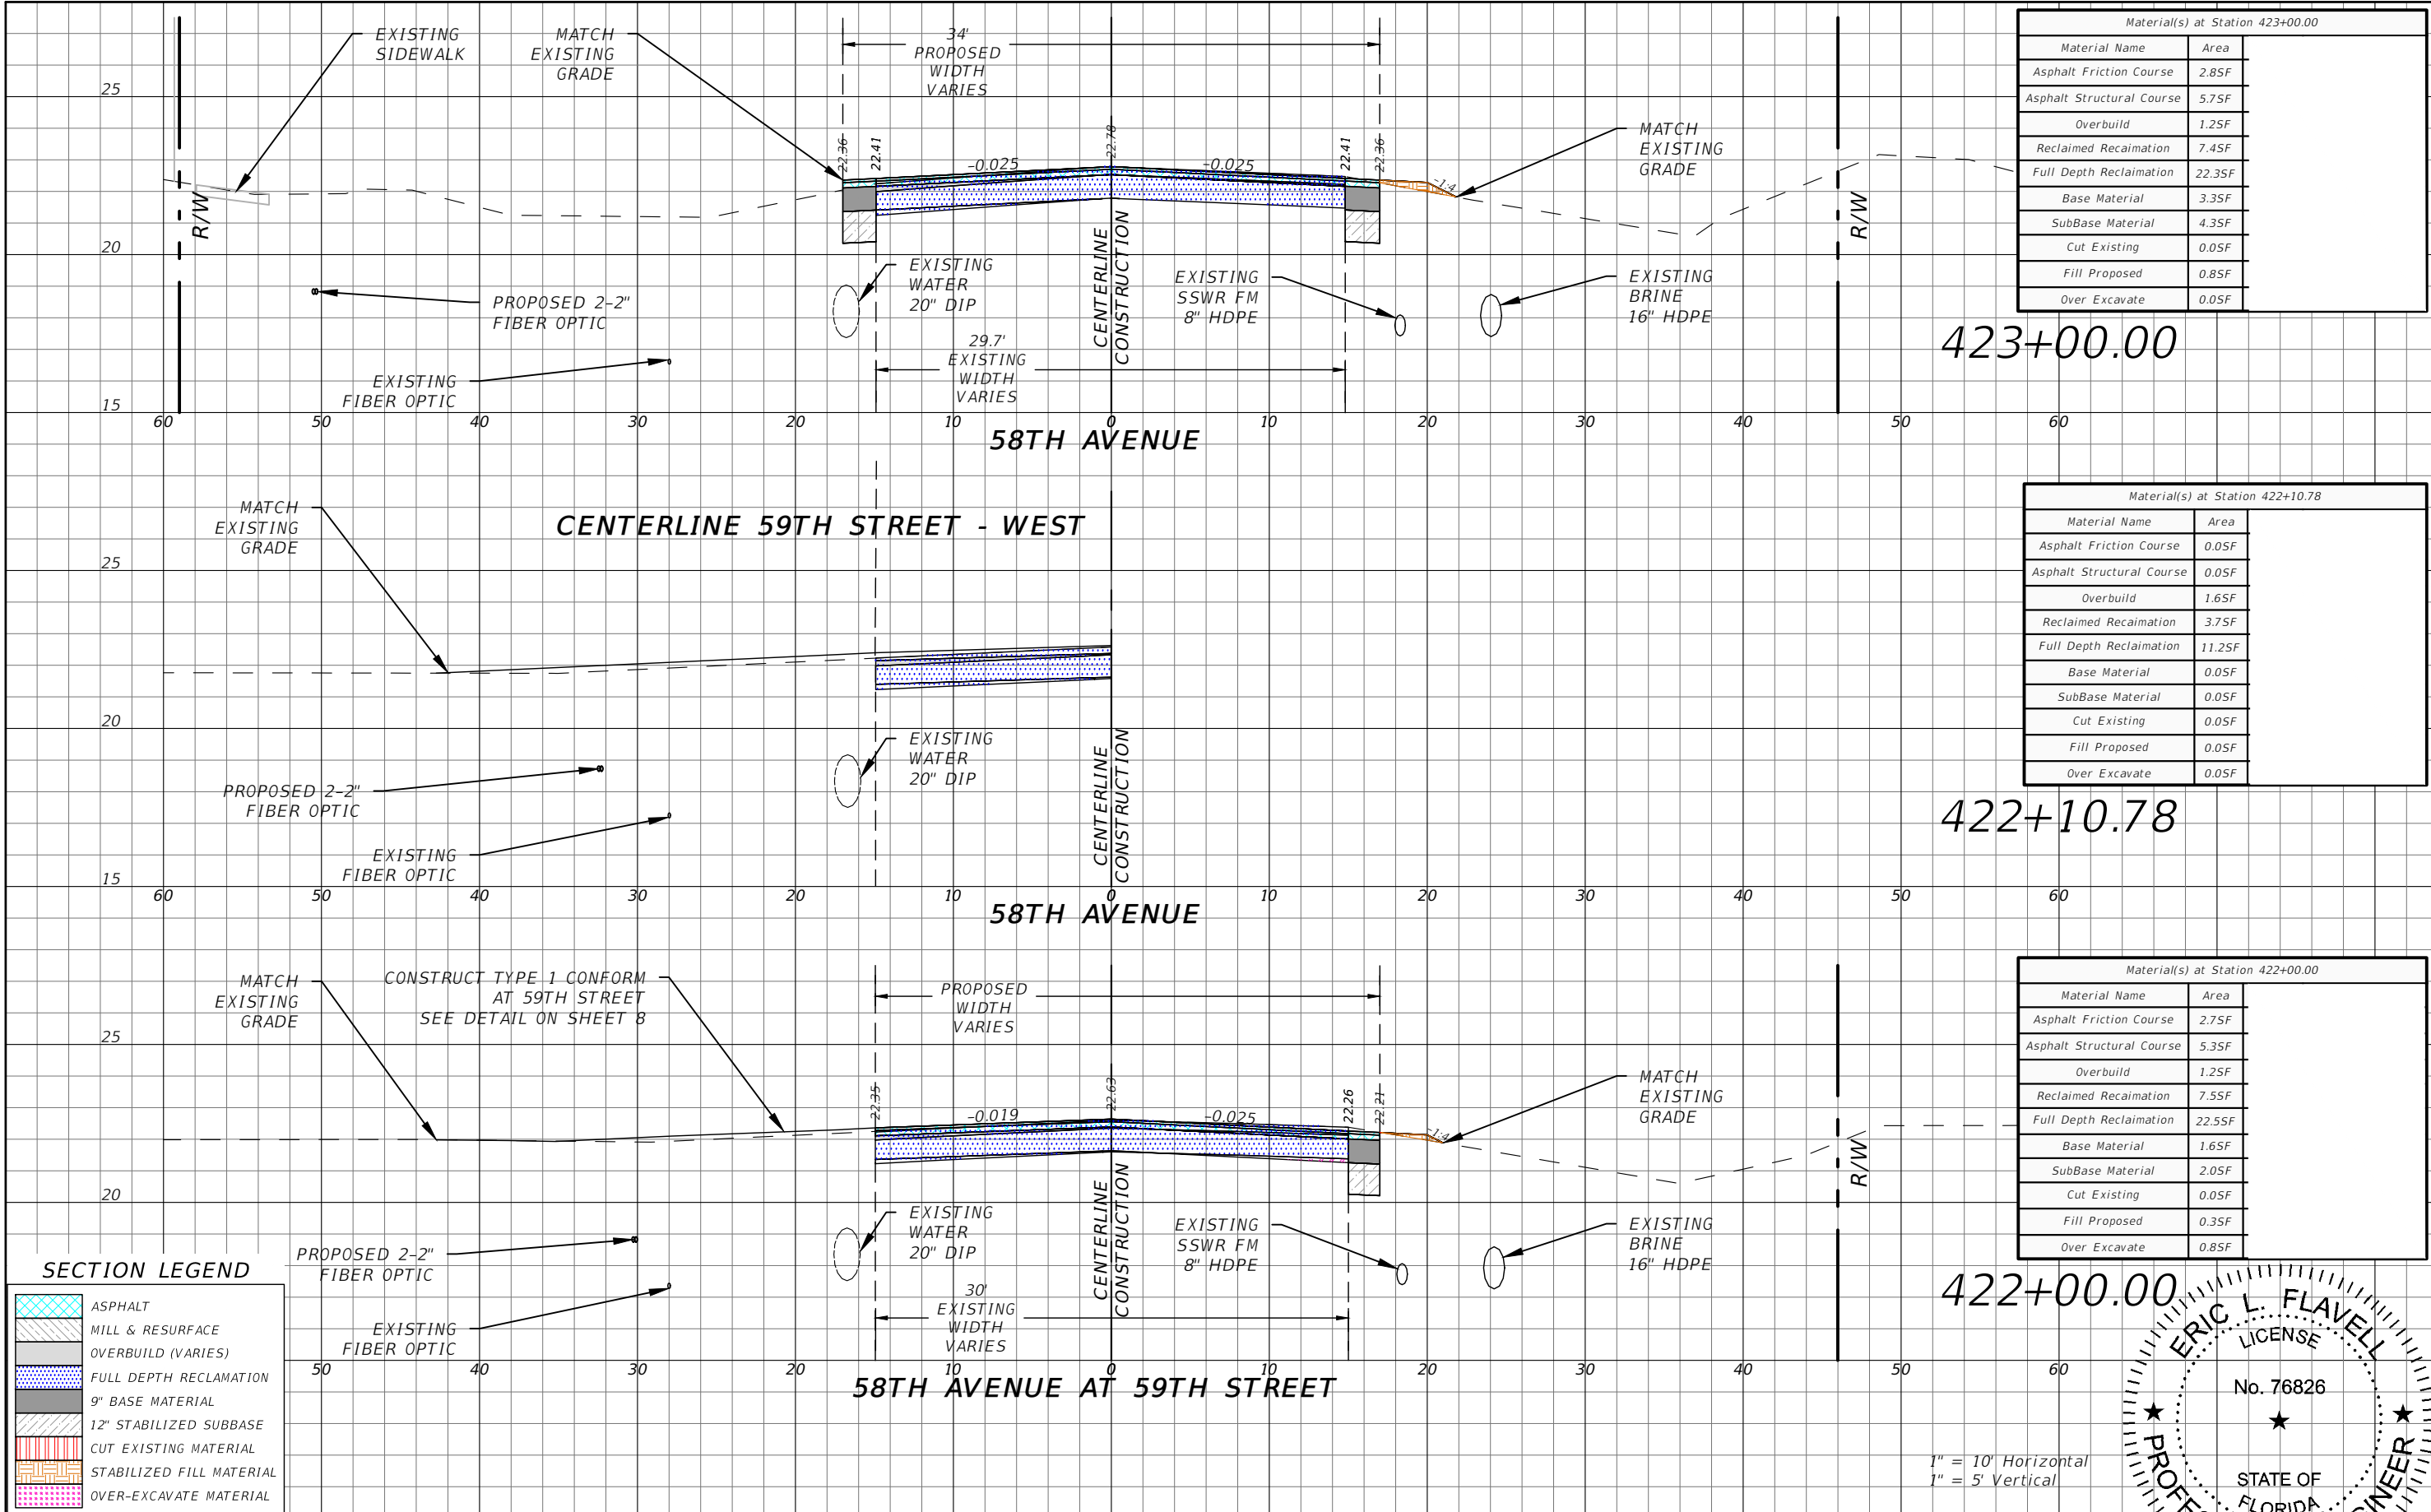 EXISTING
SIDEWALK
MATCH
EXISTING
GRADE
34'
PROPOSED
WIDTH
VARIES
25
22.36
22.41
-0.025
22.78
-0.025
22.41
22.36
-1:4
MATCH
EXISTING
GRADE
R/W
R/W
20
PROPOSED 2-2"
FIBER OPTIC
EXISTING
WATER
20" DIP
CENTERLINE
CONSTRUCTION
EXISTING
SSWR FM
8" HDPE
EXISTING
BRINE
16" HDPE
EXISTING
FIBER OPTIC
29.7'
EXISTING
WIDTH
VARIES
15
60 50 40 30 20 10 0 10 20 30 40 50 60
58TH AVENUE
Material(s) at Station 423+00.00
Material Name Area
Asphalt Friction Course 2.8SF
Asphalt Structural Course 5.7SF
Overbuild 1.2SF
Reclaimed Recaimation 7.4SF
Full Depth Reclaimation 22.3SF
Base Material 3.3SF
SubBase Material 4.3SF
Cut Existing 0.0SF
Fill Proposed 0.8SF
Over Excavate 0.0SF
423+00.00
MATCH
EXISTING
GRADE
CENTERLINE 59TH STREET - WEST
25
20
PROPOSED 2-2"
FIBER OPTIC
EXISTING
WATER
20" DIP
CENTERLINE
CONSTRUCTION
EXISTING
FIBER OPTIC
15
60 50 40 30 20 10 0 10 20 30 40 50 60
58TH AVENUE
Material(s) at Station 422+10.78
Material Name Area
Asphalt Friction Course 0.0SF
Asphalt Structural Course 0.0SF
Overbuild 1.6SF
Reclaimed Recaimation 3.7SF
Full Depth Reclaimation 11.2SF
Base Material 0.0SF
SubBase Material 0.0SF
Cut Existing 0.0SF
Fill Proposed 0.0SF
Over Excavate 0.0SF
422+10.78
MATCH
EXISTING
GRADE
CONSTRUCT TYPE 1 CONFORM
AT 59TH STREET
SEE DETAIL ON SHEET 8
PROPOSED
WIDTH
VARIES
25
22.35
-0.019
22.63
-0.025
22.26
22.21
-1:4
MATCH
EXISTING
GRADE
R/W
20
PROPOSED 2-2"
FIBER OPTIC
EXISTING
WATER
20" DIP
CENTERLINE
CONSTRUCTION
EXISTING
SSWR FM
8" HDPE
EXISTING
BRINE
16" HDPE
EXISTING
FIBER OPTIC
30'
EXISTING
WIDTH
VARIES
50 40 30 20 10 0 10 20 30 40 50 60
58TH AVENUE AT 59TH STREET
Material(s) at Station 422+00.00
Material Name Area
Asphalt Friction Course 2.7SF
Asphalt Structural Course 5.3SF
Overbuild 1.2SF
Reclaimed Recaimation 7.5SF
Full Depth Reclaimation 22.5SF
Base Material 1.6SF
SubBase Material 2.0SF
Cut Existing 0.0SF
Fill Proposed 0.3SF
Over Excavate 0.8SF
422+00.00
SECTION LEGEND
ASPHALT
MILL & RESURFACE
OVERBUILD (VARIES)
FULL DEPTH RECLAMATION
9" BASE MATERIAL
12" STABILIZED SUBBASE
CUT EXISTING MATERIAL
STABILIZED FILL MATERIAL
OVER-EXCAVATE MATERIAL
1" = 10' Horizontal
1" = 5' Vertical
ERIC L. FLAVELL
LICENSE
No. 76826
STATE OF
FLORIDA